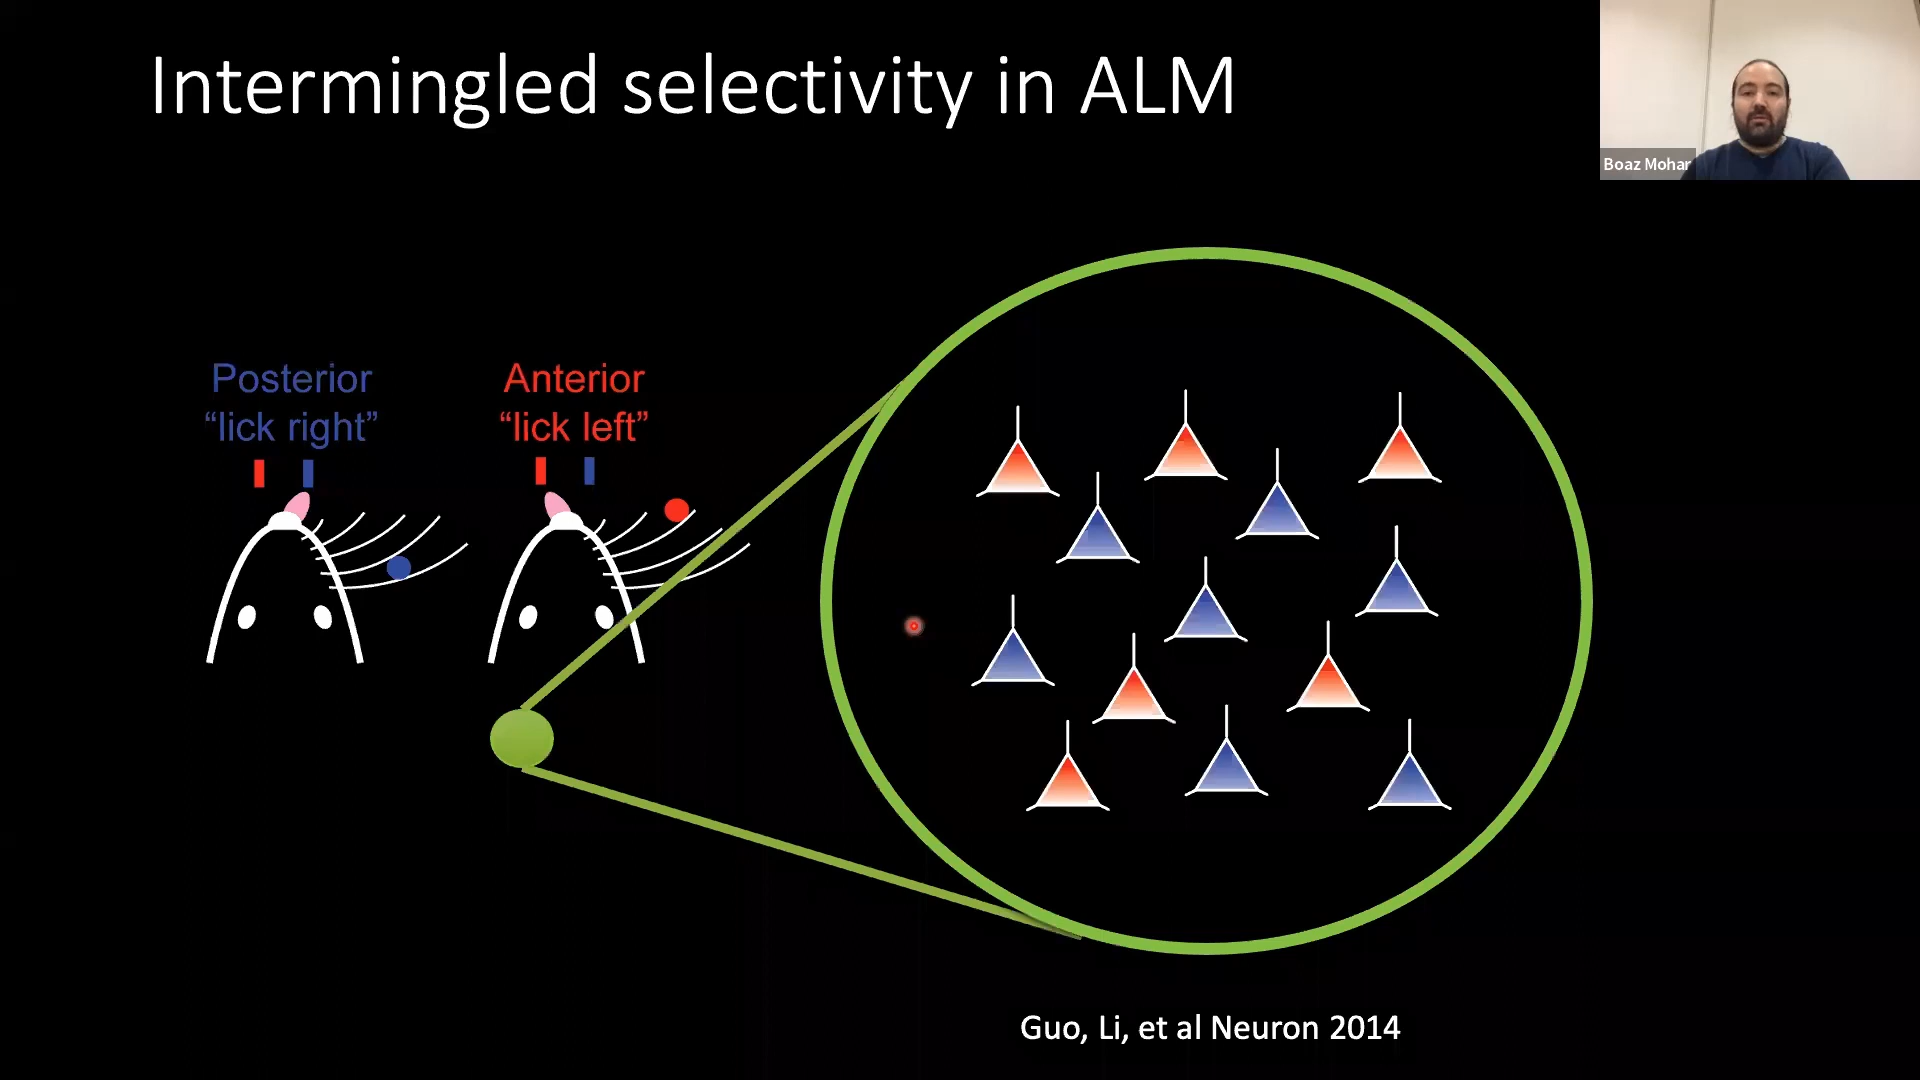 Intermingled selectivity in ALM
Boaz Mohar
Posterior
“lick right”
Anterior
“lick left”
Guo, Li, et al Neuron 2014